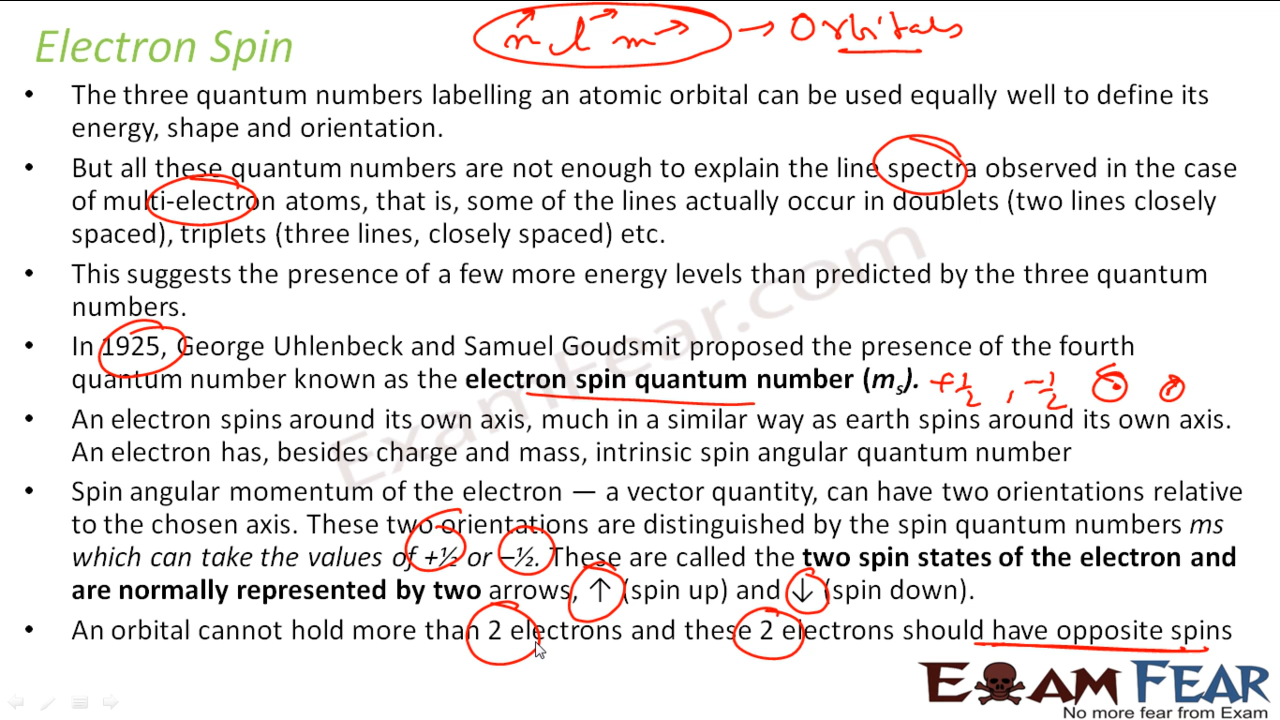 Electron Spin
n l m → Orbitals
• The three quantum numbers labelling an atomic orbital can be used equally well to define its
energy, shape and orientation.
• But all these quantum numbers are not enough to explain the line spectra observed in the case
of multi-electron atoms, that is, some of the lines actually occur in doublets (two lines closely
spaced), triplets (three lines, closely spaced) etc.
• This suggests the presence of a few more energy levels than predicted by the three quantum
numbers.
• In 1925, George Uhlenbeck and Samuel Goudsmit proposed the presence of the fourth
quantum number known as the electron spin quantum number (ms). +1/2 , -1/2
• An electron spins around its own axis, much in a similar way as earth spins around its own axis.
An electron has, besides charge and mass, intrinsic spin angular quantum number
• Spin angular momentum of the electron — a vector quantity, can have two orientations relative
to the chosen axis. These two orientations are distinguished by the spin quantum numbers ms
which can take the values of +½ or –½. These are called the two spin states of the electron and
are normally represented by two arrows, ↑ (spin up) and ↓ (spin down).
• An orbital cannot hold more than 2 electrons and these 2 electrons should have opposite spins
ExamFear.com
EXAM FEAR
No more fear from Exam